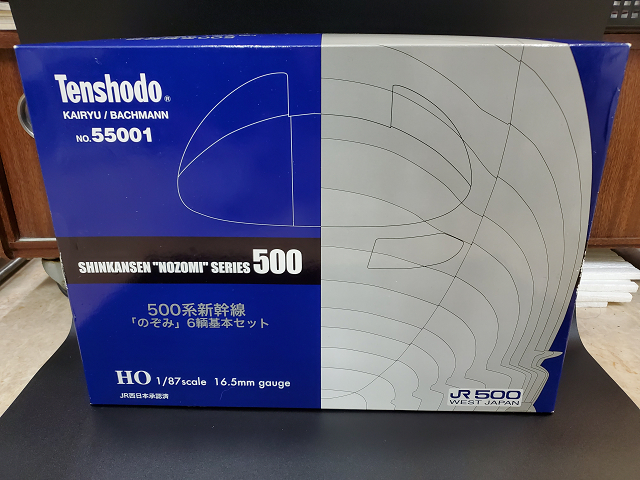 Tenshodo®
KAIRYU / BACHMANN
NO.55001
SHINKANSEN "NOZOMI" SERIES 500
500系新幹線
「のぞみ」6輌基本セット
HO 1/87scale 16.5mm gauge
JR西日本承認済
JR 500
WEST JAPAN